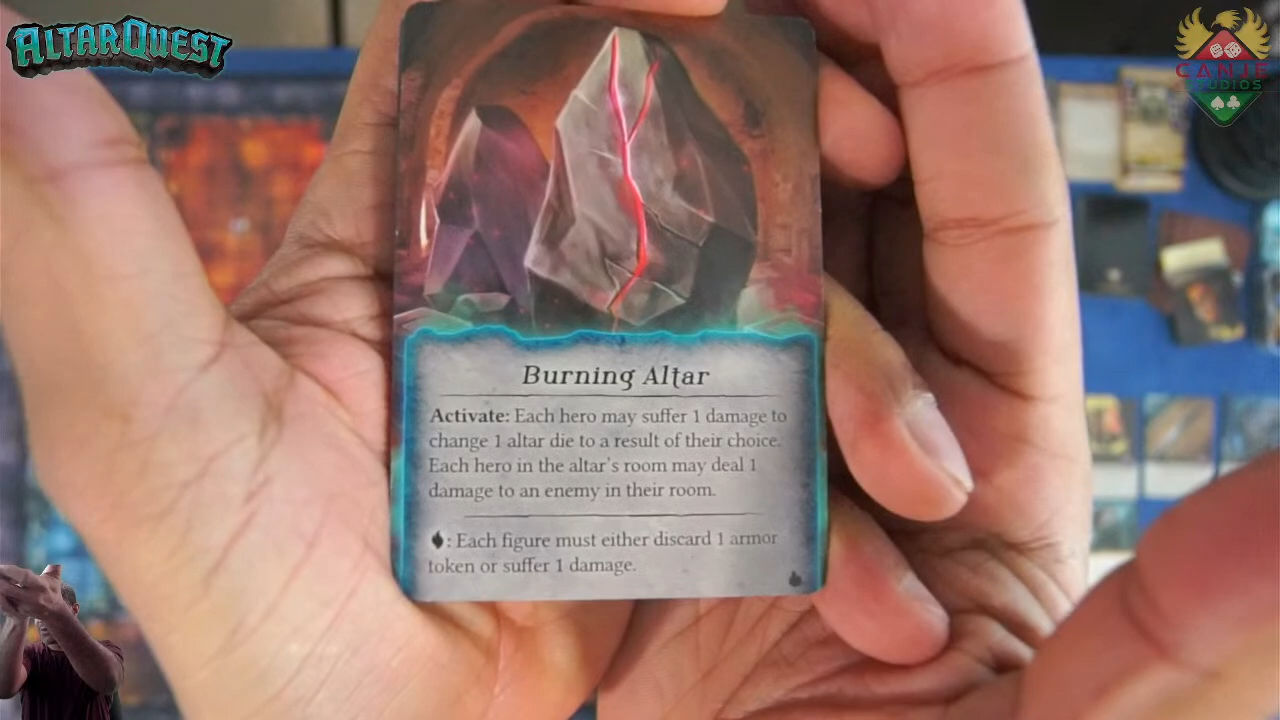 ALTARQUEST
CANJE
STUDIOS
Burning Altar
Activate: Each hero may suffer 1 damage to
change 1 altar die to a result of their choice.
Each hero in the altar's room may deal 1
damage to an enemy in their room.
: Each figure must either discard 1 armor
token or suffer 1 damage.